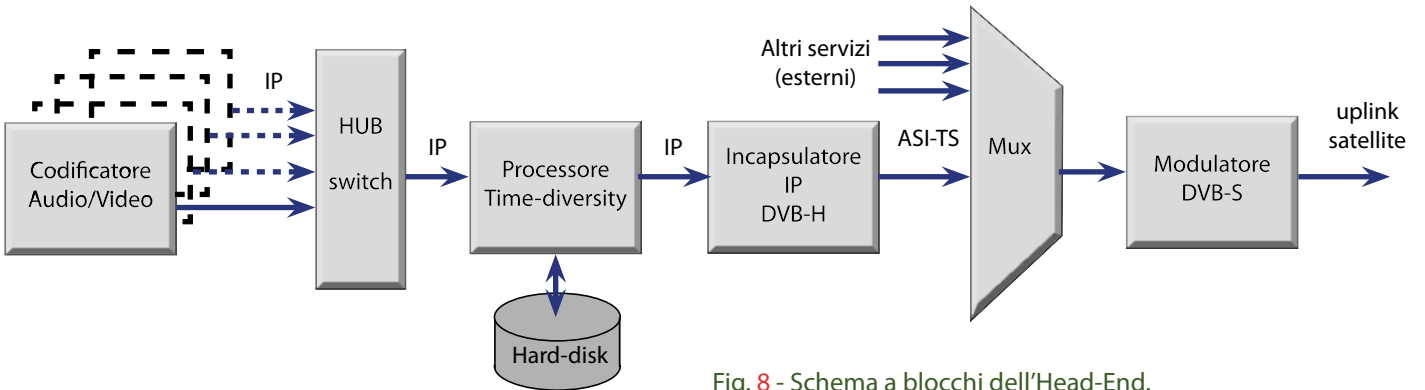 IP
Codificatore
Audio/Video
HUB
switch
IP
Processore
Time-diversity
Hard-disk
IP
Incapsulatore
IP
DVB-H
Altri servizi
(esterni)
ASI-TS
Mux
Modulatore
DVB-S
uplink
satellite
Fig. 8 - Schema a blocchi dell'Head-End.